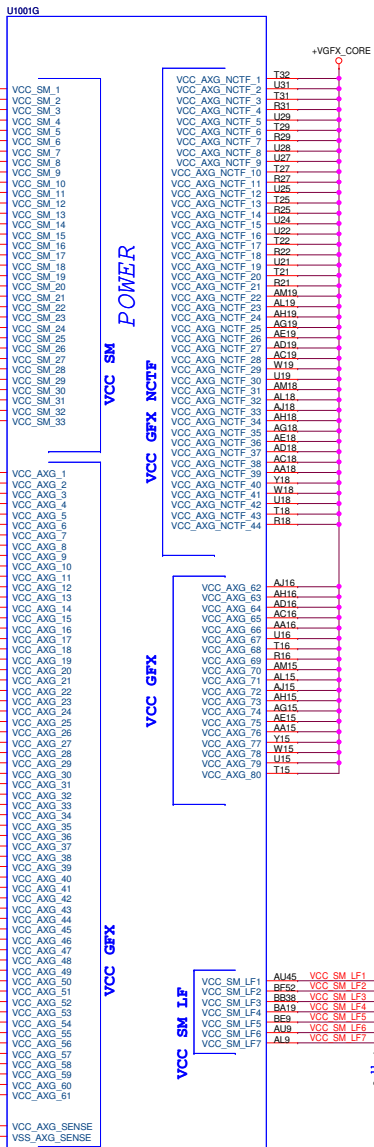 U1001G
VCC_SM_1
VCC_SM_2
VCC_SM_3
VCC_SM_4
VCC_SM_5
VCC_SM_6
VCC_SM_7
VCC_SM_8
VCC_SM_9
VCC_SM_10
VCC_SM_11
VCC_SM_12
VCC_SM_13
VCC_SM_14
VCC_SM_15
VCC_SM_16
VCC_SM_17
VCC_SM_18
VCC_SM_19
VCC_SM_20
VCC_SM_21
VCC_SM_22
VCC_SM_23
VCC_SM_24
VCC_SM_25
VCC_SM_26
VCC_SM_27
VCC_SM_28
VCC_SM_29
VCC_SM_30
VCC_SM_31
VCC_SM_32
VCC_SM_33
VCC SM
POWER
VCC_AXG_1
VCC_AXG_2
VCC_AXG_3
VCC_AXG_4
VCC_AXG_5
VCC_AXG_6
VCC_AXG_7
VCC_AXG_8
VCC_AXG_9
VCC_AXG_10
VCC_AXG_11
VCC_AXG_12
VCC_AXG_13
VCC_AXG_14
VCC_AXG_15
VCC_AXG_16
VCC_AXG_17
VCC_AXG_18
VCC_AXG_19
VCC_AXG_20
VCC_AXG_21
VCC_AXG_22
VCC_AXG_23
VCC_AXG_24
VCC_AXG_25
VCC_AXG_26
VCC_AXG_27
VCC_AXG_28
VCC_AXG_29
VCC_AXG_30
VCC_AXG_31
VCC_AXG_32
VCC_AXG_33
VCC_AXG_34
VCC_AXG_35
VCC_AXG_36
VCC_AXG_37
VCC_AXG_38
VCC_AXG_39
VCC_AXG_40
VCC_AXG_41
VCC_AXG_42
VCC_AXG_43
VCC_AXG_44
VCC_AXG_45
VCC_AXG_46
VCC_AXG_47
VCC_AXG_48
VCC_AXG_49
VCC_AXG_50
VCC_AXG_51
VCC_AXG_52
VCC_AXG_53
VCC_AXG_54
VCC_AXG_55
VCC_AXG_56
VCC_AXG_57
VCC_AXG_58
VCC_AXG_59
VCC_AXG_60
VCC_AXG_61
VCC GFX
VCC_AXG_SENSE
VSS_AXG_SENSE
+VGFX_CORE
VCC GFX NCTF
VCC_AXG_NCTF_1 T32
VCC_AXG_NCTF_2 U31
VCC_AXG_NCTF_3 T31
VCC_AXG_NCTF_4 R31
VCC_AXG_NCTF_5 U29
VCC_AXG_NCTF_6 T29
VCC_AXG_NCTF_7 R29
VCC_AXG_NCTF_8 U28
VCC_AXG_NCTF_9 U27
VCC_AXG_NCTF_10 T27
VCC_AXG_NCTF_11 R27
VCC_AXG_NCTF_12 U25
VCC_AXG_NCTF_13 T25
VCC_AXG_NCTF_14 R25
VCC_AXG_NCTF_15 U24
VCC_AXG_NCTF_16 U22
VCC_AXG_NCTF_17 T22
VCC_AXG_NCTF_18 R22
VCC_AXG_NCTF_19 U21
VCC_AXG_NCTF_20 T21
VCC_AXG_NCTF_21 R21
VCC_AXG_NCTF_22 AM19
VCC_AXG_NCTF_23 AL19
VCC_AXG_NCTF_24 AH19
VCC_AXG_NCTF_25 AG19
VCC_AXG_NCTF_26 AE19
VCC_AXG_NCTF_27 AD19
VCC_AXG_NCTF_28 AC19
VCC_AXG_NCTF_29 W19
VCC_AXG_NCTF_30 U19
VCC_AXG_NCTF_31 AM18
VCC_AXG_NCTF_32 AL18
VCC_AXG_NCTF_33 AJ18
VCC_AXG_NCTF_34 AH18
VCC_AXG_NCTF_35 AG18
VCC_AXG_NCTF_36 AE18
VCC_AXG_NCTF_37 AD18
VCC_AXG_NCTF_38 AC18
VCC_AXG_NCTF_39 AA18
VCC_AXG_NCTF_40 Y18
VCC_AXG_NCTF_41 W18
VCC_AXG_NCTF_42 U18
VCC_AXG_NCTF_43 T18
VCC_AXG_NCTF_44 R18
VCC GFX
VCC_AXG_62 AJ16
VCC_AXG_63 AH16
VCC_AXG_64 AD16
VCC_AXG_65 AC16
VCC_AXG_66 AA16
VCC_AXG_67 U16
VCC_AXG_68 T16
VCC_AXG_69 R16
VCC_AXG_70 AM15
VCC_AXG_71 AL15
VCC_AXG_72 AJ15
VCC_AXG_73 AH15
VCC_AXG_74 AG15
VCC_AXG_75 AE15
VCC_AXG_76 AA15
VCC_AXG_77 Y15
VCC_AXG_78 W15
VCC_AXG_79 U15
VCC_AXG_80 T15
VCC SM LF
VCC_SM_LF1 AU45 VCC_SM_LF1
VCC_SM_LF2 BF52 VCC_SM_LF2
VCC_SM_LF3 BB38 VCC_SM_LF3
VCC_SM_LF4 BA19 VCC_SM_LF4
VCC_SM_LF5 BE9 VCC_SM_LF5
VCC_SM_LF6 AU9 VCC_SM_LF6
VCC_SM_LF7 AL9 VCC_SM_LF7